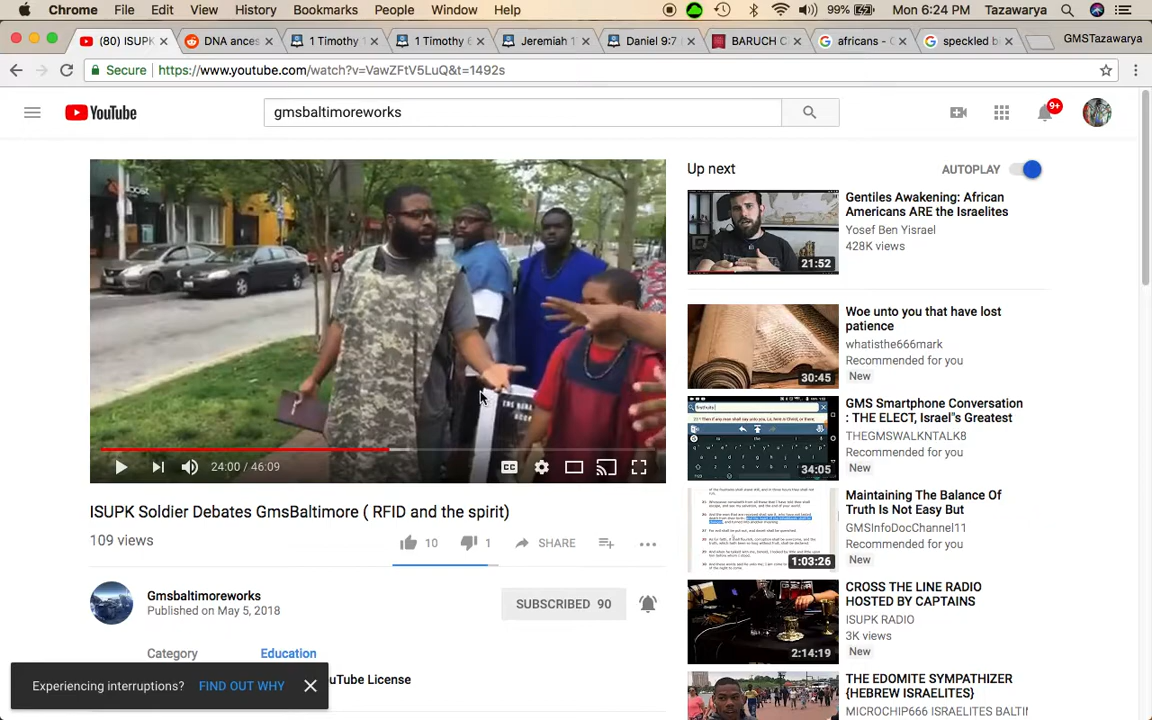 Chrome File Edit View History Bookmarks People Window Help 99% Mon 6:24 PM Tazawarya
(80) ISUPK DNA ances 1 Timothy 1 1 Timothy 6 Jeremiah 1 Daniel 9:7 BARUCH C africans - G speckled b GMSTazawarya
Secure https://www.youtube.com/watch?v=VawZFtV5LuQ&t=1492s
YouTube gmsbaltimoreworks 9+
Up next AUTOPLAY
Gentiles Awakening: African
Americans ARE the Israelites
Yosef Ben Yisrael
428K views
21:52
Woe unto you that have lost
patience
whatisthe666mark
Recommended for you
New
30:45
GMS Smartphone Conversation
: THE ELECT, Israel"s Greatest
THEGMSWALKNTALK8
Recommended for you
New
34:05
CC
24:00 / 46:09
Maintaining The Balance Of
Truth Is Not Easy But
GMSInfoDocChannel11
Recommended for you
New
1:03:26
ISUPK Soldier Debates GmsBaltimore ( RFID and the spirit)
109 views 10 1 SHARE
CROSS THE LINE RADIO
HOSTED BY CAPTAINS
ISUPK RADIO
3K views
New
2:14:19
Gmsbaltimoreworks
Published on May 5, 2018
SUBSCRIBED 90
Category Education
THE EDOMITE SYMPATHIZER
{HEBREW ISRAELITES}
MICROCHIP666 ISRAELITES BALTIM
Experiencing interruptions? FIND OUT WHY
uTube License